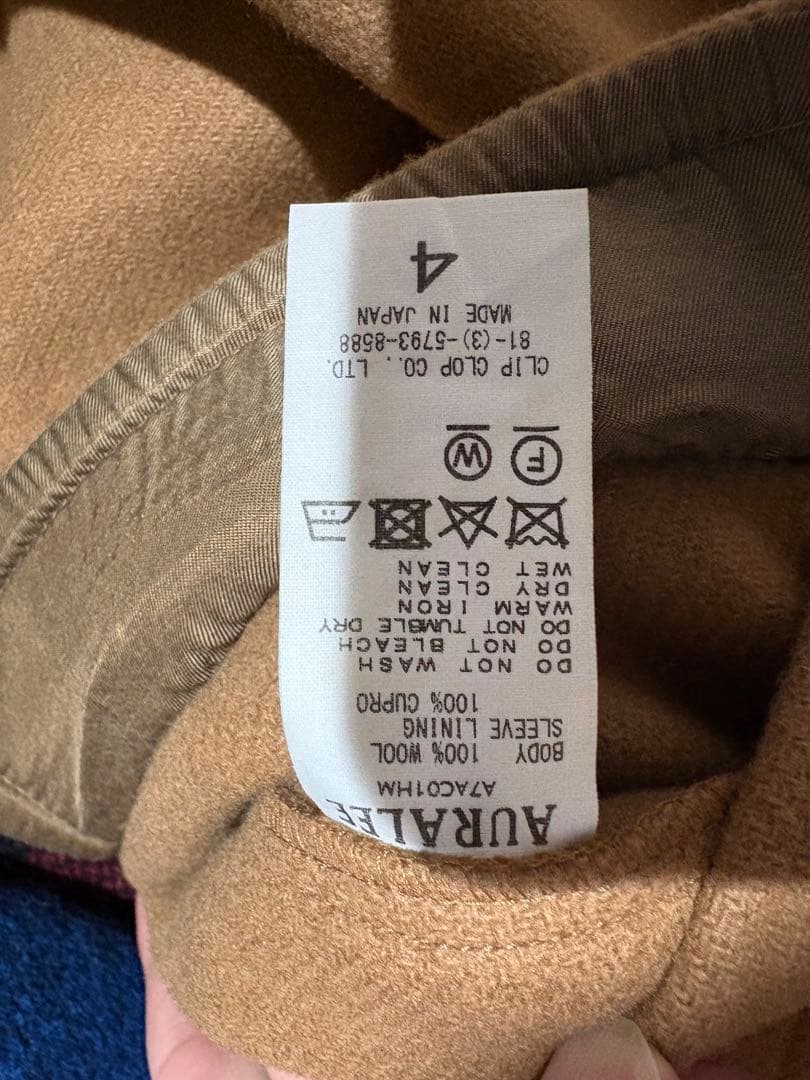 AURALEE
A7AC01HM
BODY 100% WOOL
SLEEVE LINING
100% CUPRO
DO NOT WASH
DO NOT BLEACH
DO NOT TUMBLE DRY
WARM IRON
DRY CLEAN
WET CLEAN
F W
CLIP CLOP CO., LTD.
81-(3)-5793-8588
MADE IN JAPAN
4